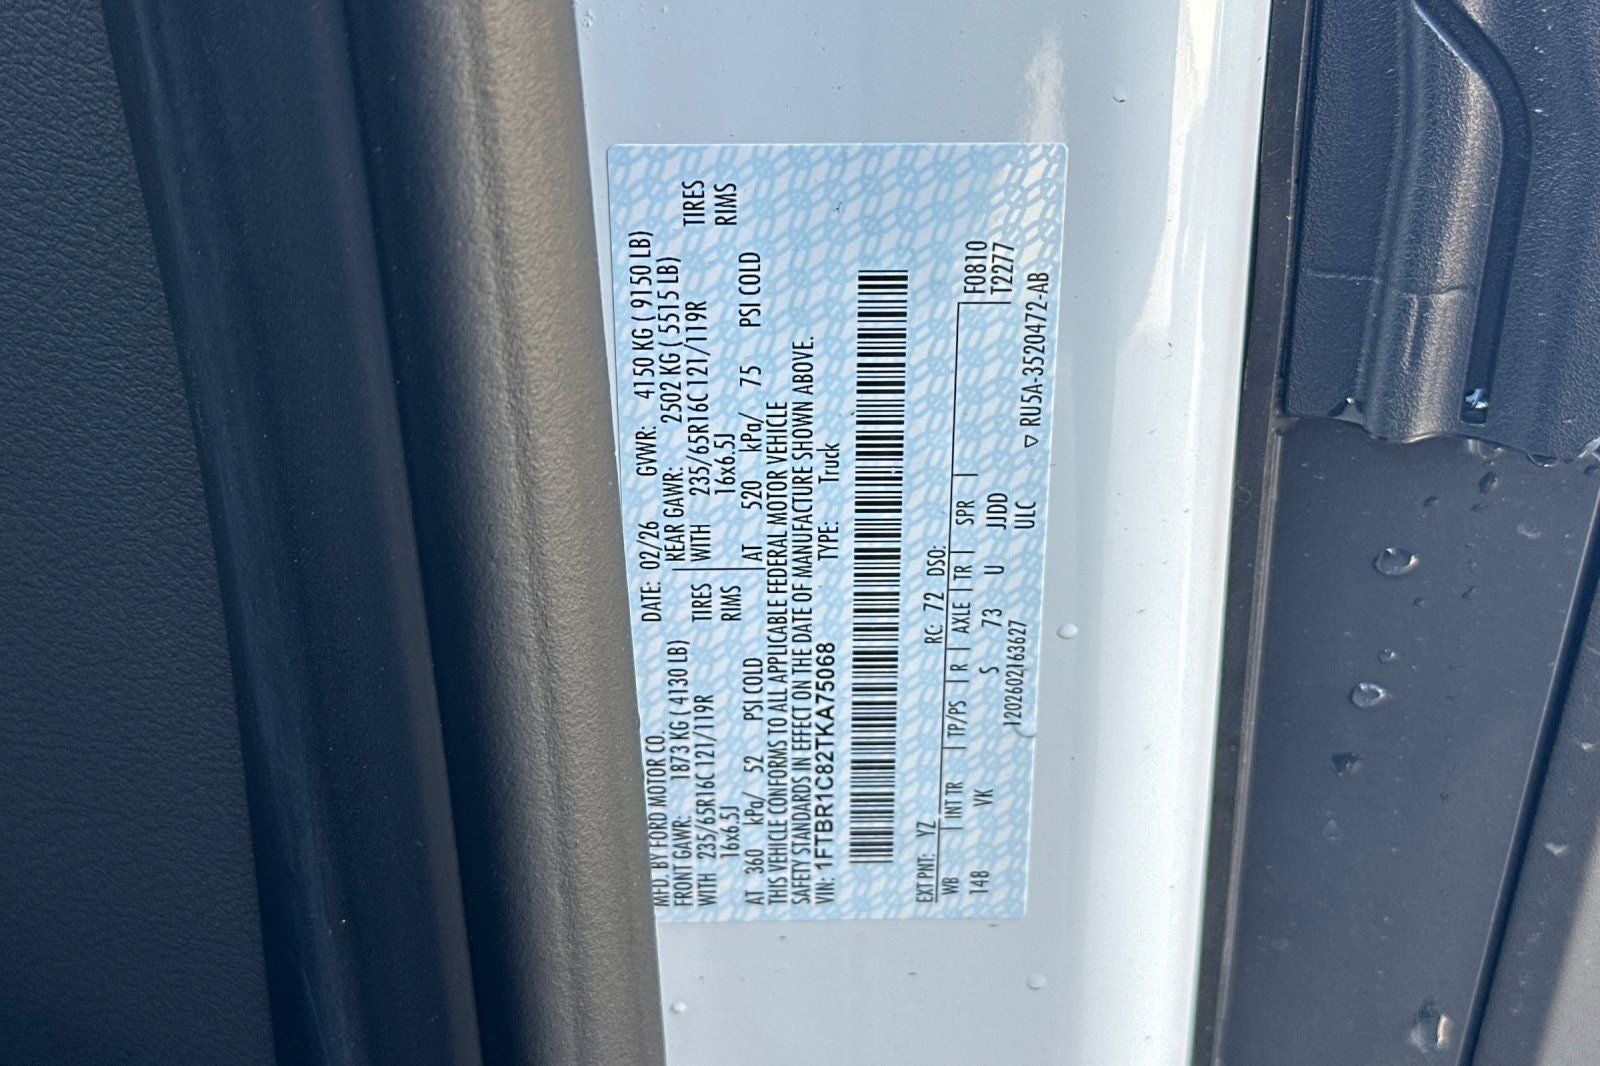 MFD. BY FORD MOTOR CO. DATE: 02/26 GVWR: 4150 KG ( 9150 LB)
FRONT GAWR: 1873 KG ( 4130 LB) REAR GAWR: 2502 KG ( 5515 LB)
WITH 235/65R16C 121/119R TIRES WITH 235/65R16C 121/119R TIRES
16x6.5J RIMS 16x6.5J RIMS
AT 360 kPa/ 52 PSI COLD AT 520 kPa/ 75 PSI COLD
THIS VEHICLE CONFORMS TO ALL APPLICABLE FEDERAL MOTOR VEHICLE
SAFETY STANDARDS IN EFFECT ON THE DATE OF MANUFACTURE SHOWN ABOVE.
VIN: 1FTBR1C82TKA75068 TYPE: Truck
EXT PNT: YZ RC: 72 DSO:
WB INT TR TP/PS R AXLE TR SPR F0810
148 VK S 73 U JJDD T2277
1202602163627 ULC ▽ RU5A-3520472-AB